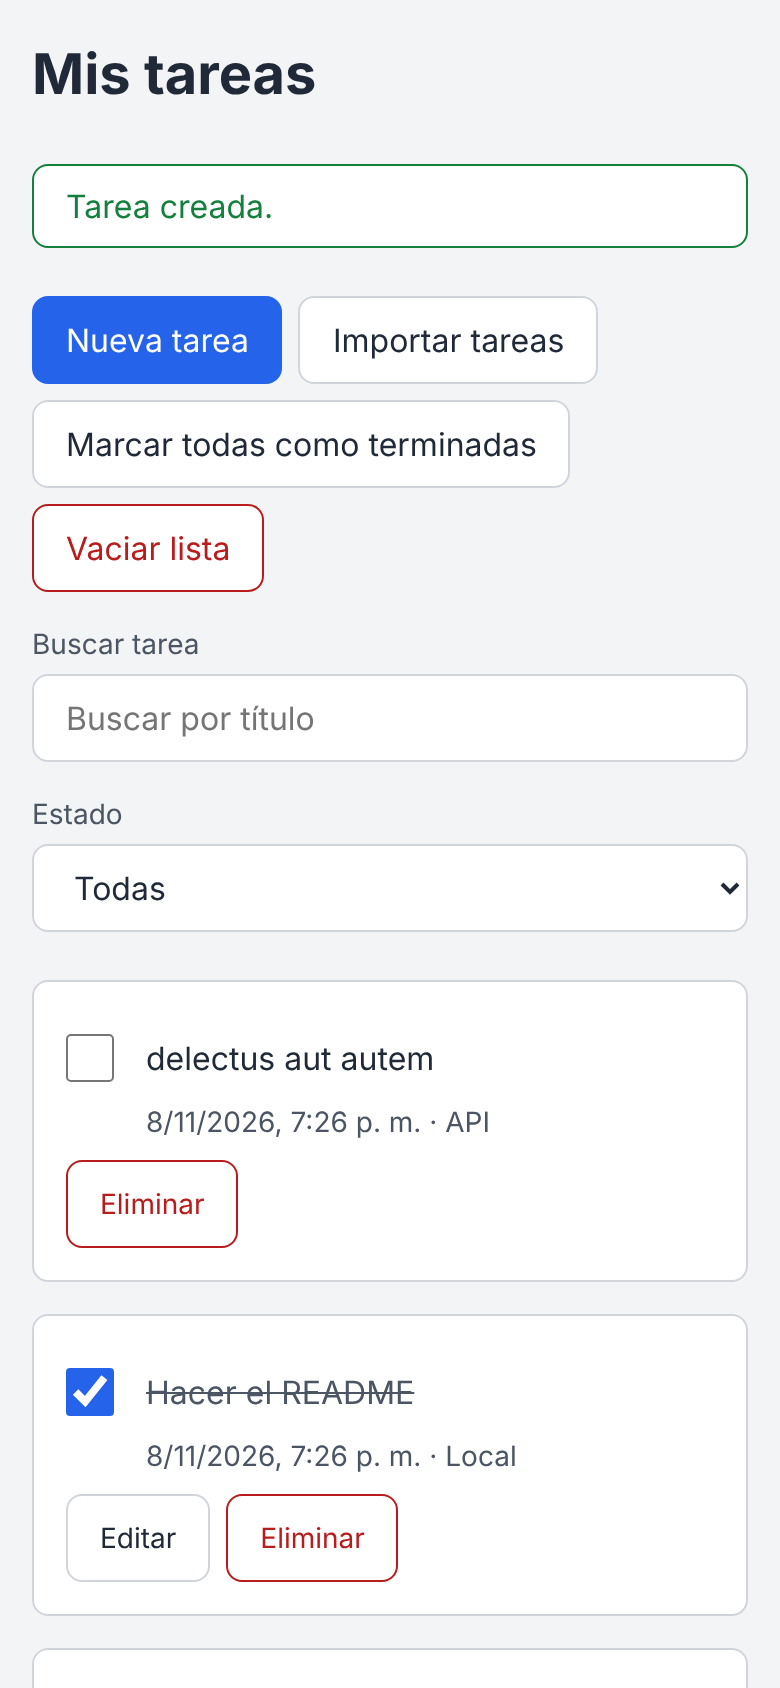 Mis tareas
Tarea creada.
Nueva tarea
Importar tareas
Marcar todas como terminadas
Vaciar lista
Buscar tarea
Buscar por título
Estado
Todas
delectus aut autem
8/11/2026, 7:26 p. m. · API
Eliminar
Hacer el README
8/11/2026, 7:26 p. m. · Local
Editar
Eliminar